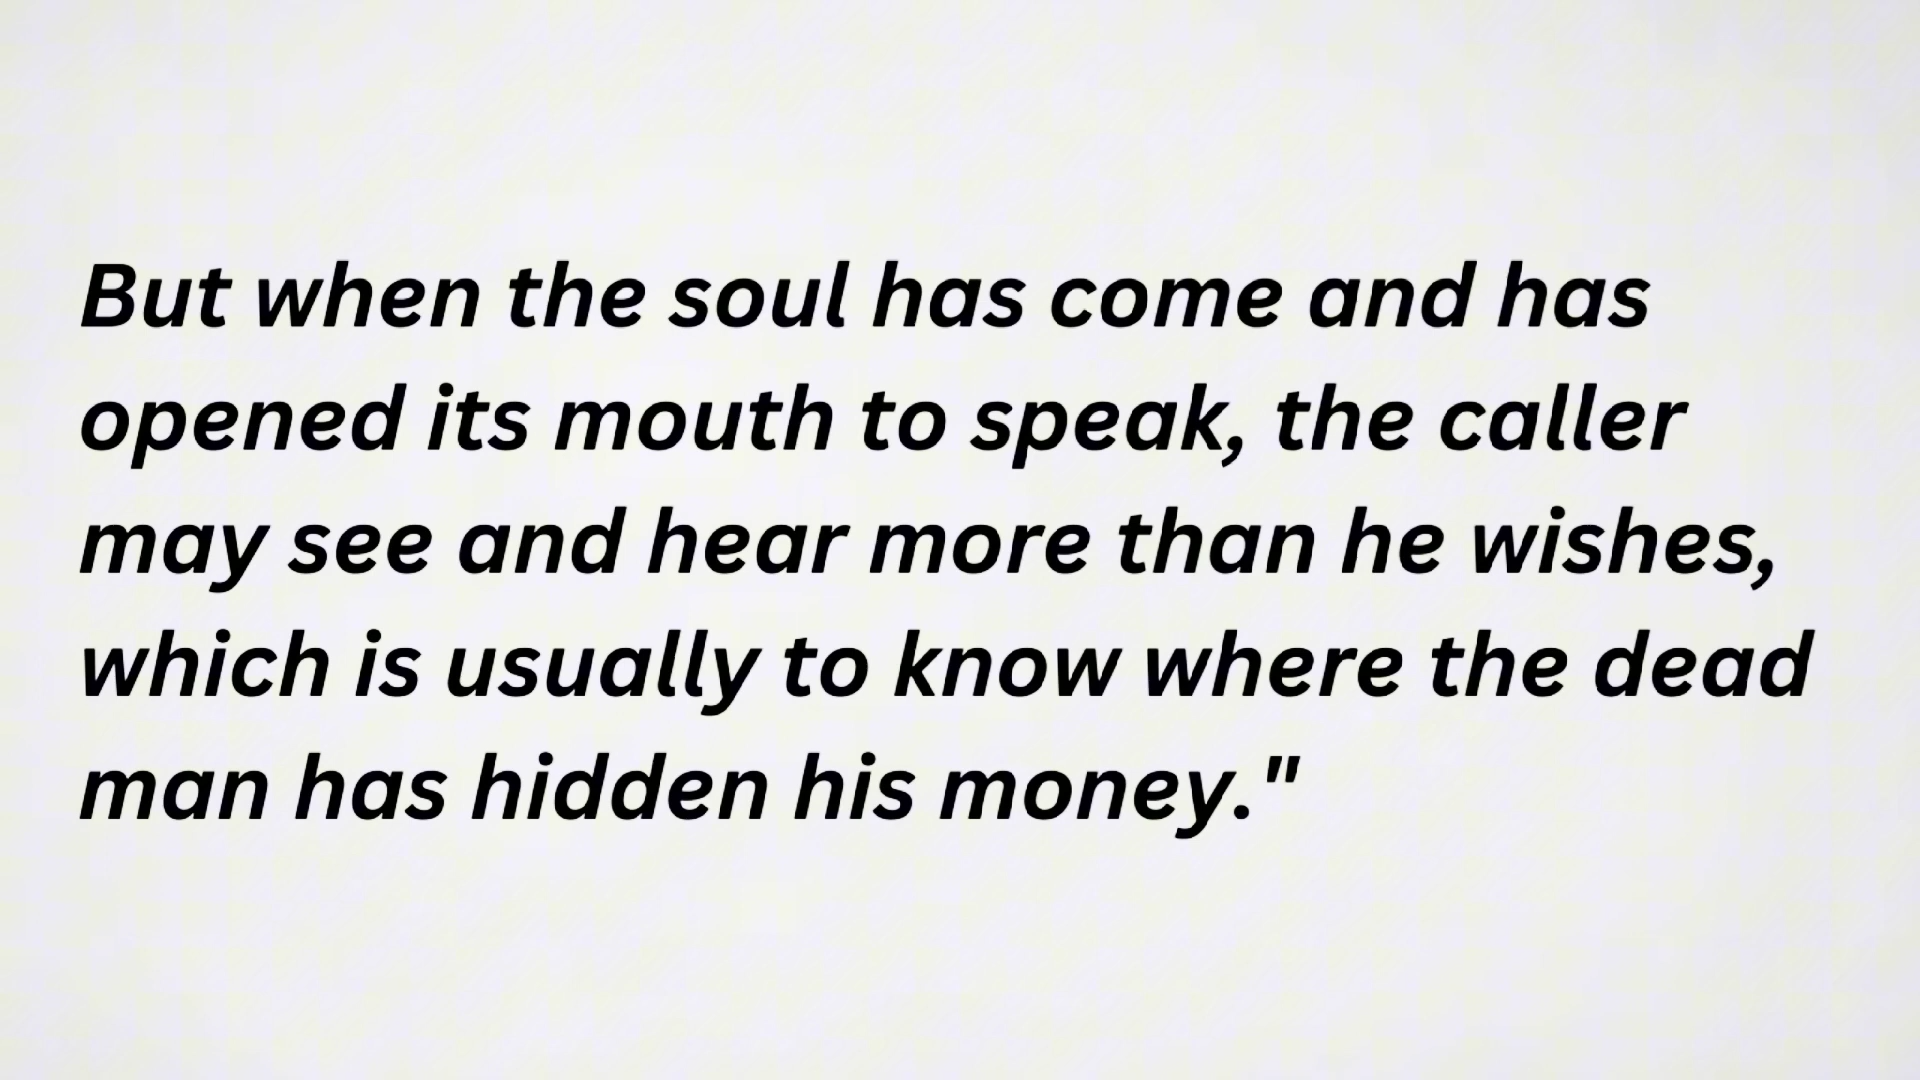 But when the soul has come and has
opened its mouth to speak, the caller
may see and hear more than he wishes,
which is usually to know where the dead
man has hidden his money."